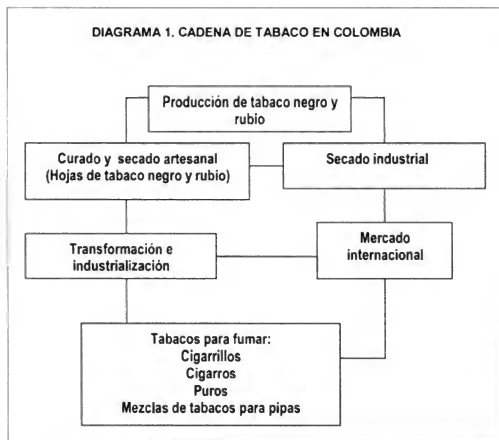 DIAGRAMA 1. CADENA DE TABACO EN COLOMBIA
Producción de tabaco negro y
rubio
Curado y secado artesanal
(Hojas de tabaco negro y rubio)
Secado industrial
Transformación e
industrialización
Mercado
internacional
Tabacos para fumar:
Cigarrillos
Cigarros
Puros
Mezclas de tabacos para pipas